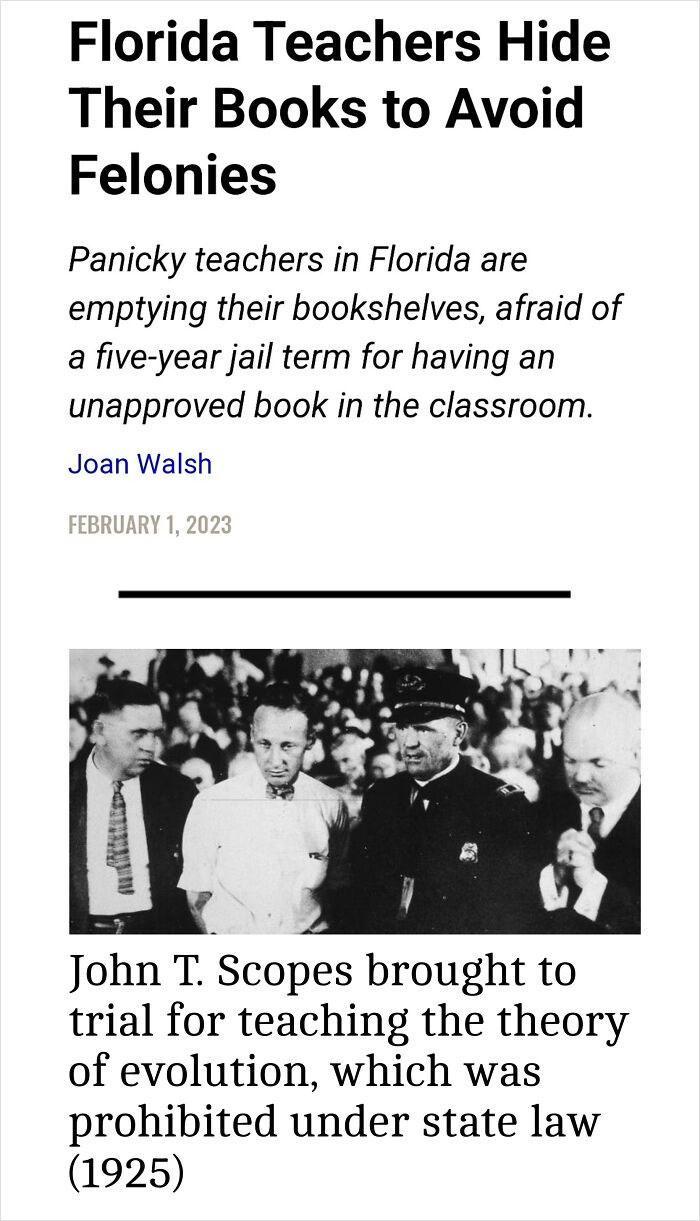 Florida Teachers Hide
Their Books to Avoid
Felonies
Panicky teachers in Florida are
emptying their bookshelves, afraid of
a five-year jail term for having an
unapproved book in the classroom.
Joan Walsh
FEBRUARY 1, 2023
John T. Scopes brought to
trial for teaching the theory
of evolution, which was
prohibited under state law
(1925)